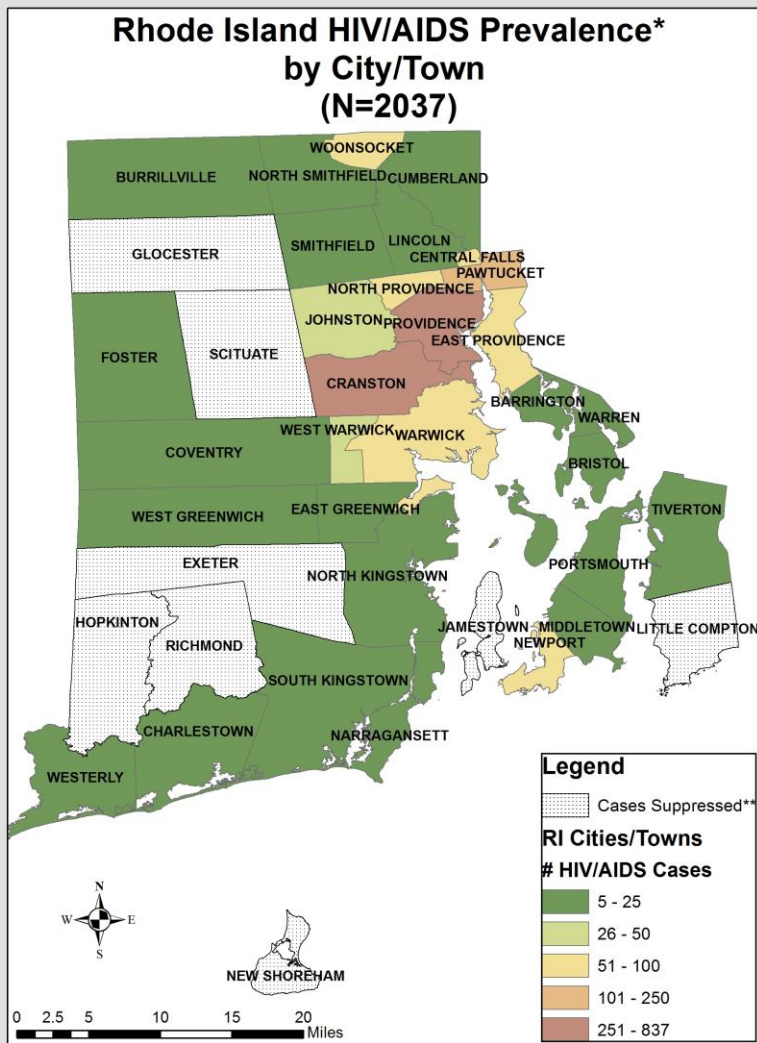 Rhode Island HIV/AIDS Prevalence*
by City/Town
(N=2037)
WOONSOCKET
BURRILLVILLE
NORTH SMITHFIELD
CUMBERLAND
GLOCESTER
SMITHFIELD
LINCOLN
CENTRAL FALLS
PAWTUCKET
NORTH PROVIDENCE
JOHNSTON
PROVIDENCE
EAST PROVIDENCE
FOSTER
SCITUATE
CRANSTON
BARRINGTON
WARREN
WEST WARWICK
WARWICK
COVENTRY
BRISTOL
WEST GREENWICH
EAST GREENWICH
TIVERTON
EXETER
PORTSMOUTH
NORTH KINGSTOWN
HOPKINTON
RICHMOND
JAMESTOWN
MIDDLETOWN
LITTLE COMPTON
NEWPORT
SOUTH KINGSTOWN
CHARLESTOWN
NARRAGANSETT
WESTERLY
NEW SHOREHAM
N
W E
S
0 5 10 15 20
Miles
Legend
Cases Suppressed**
RI Cities/Towns
# HIV/AIDS Cases
5 - 25
26 - 50
51 - 100
101 - 250
251 - 837